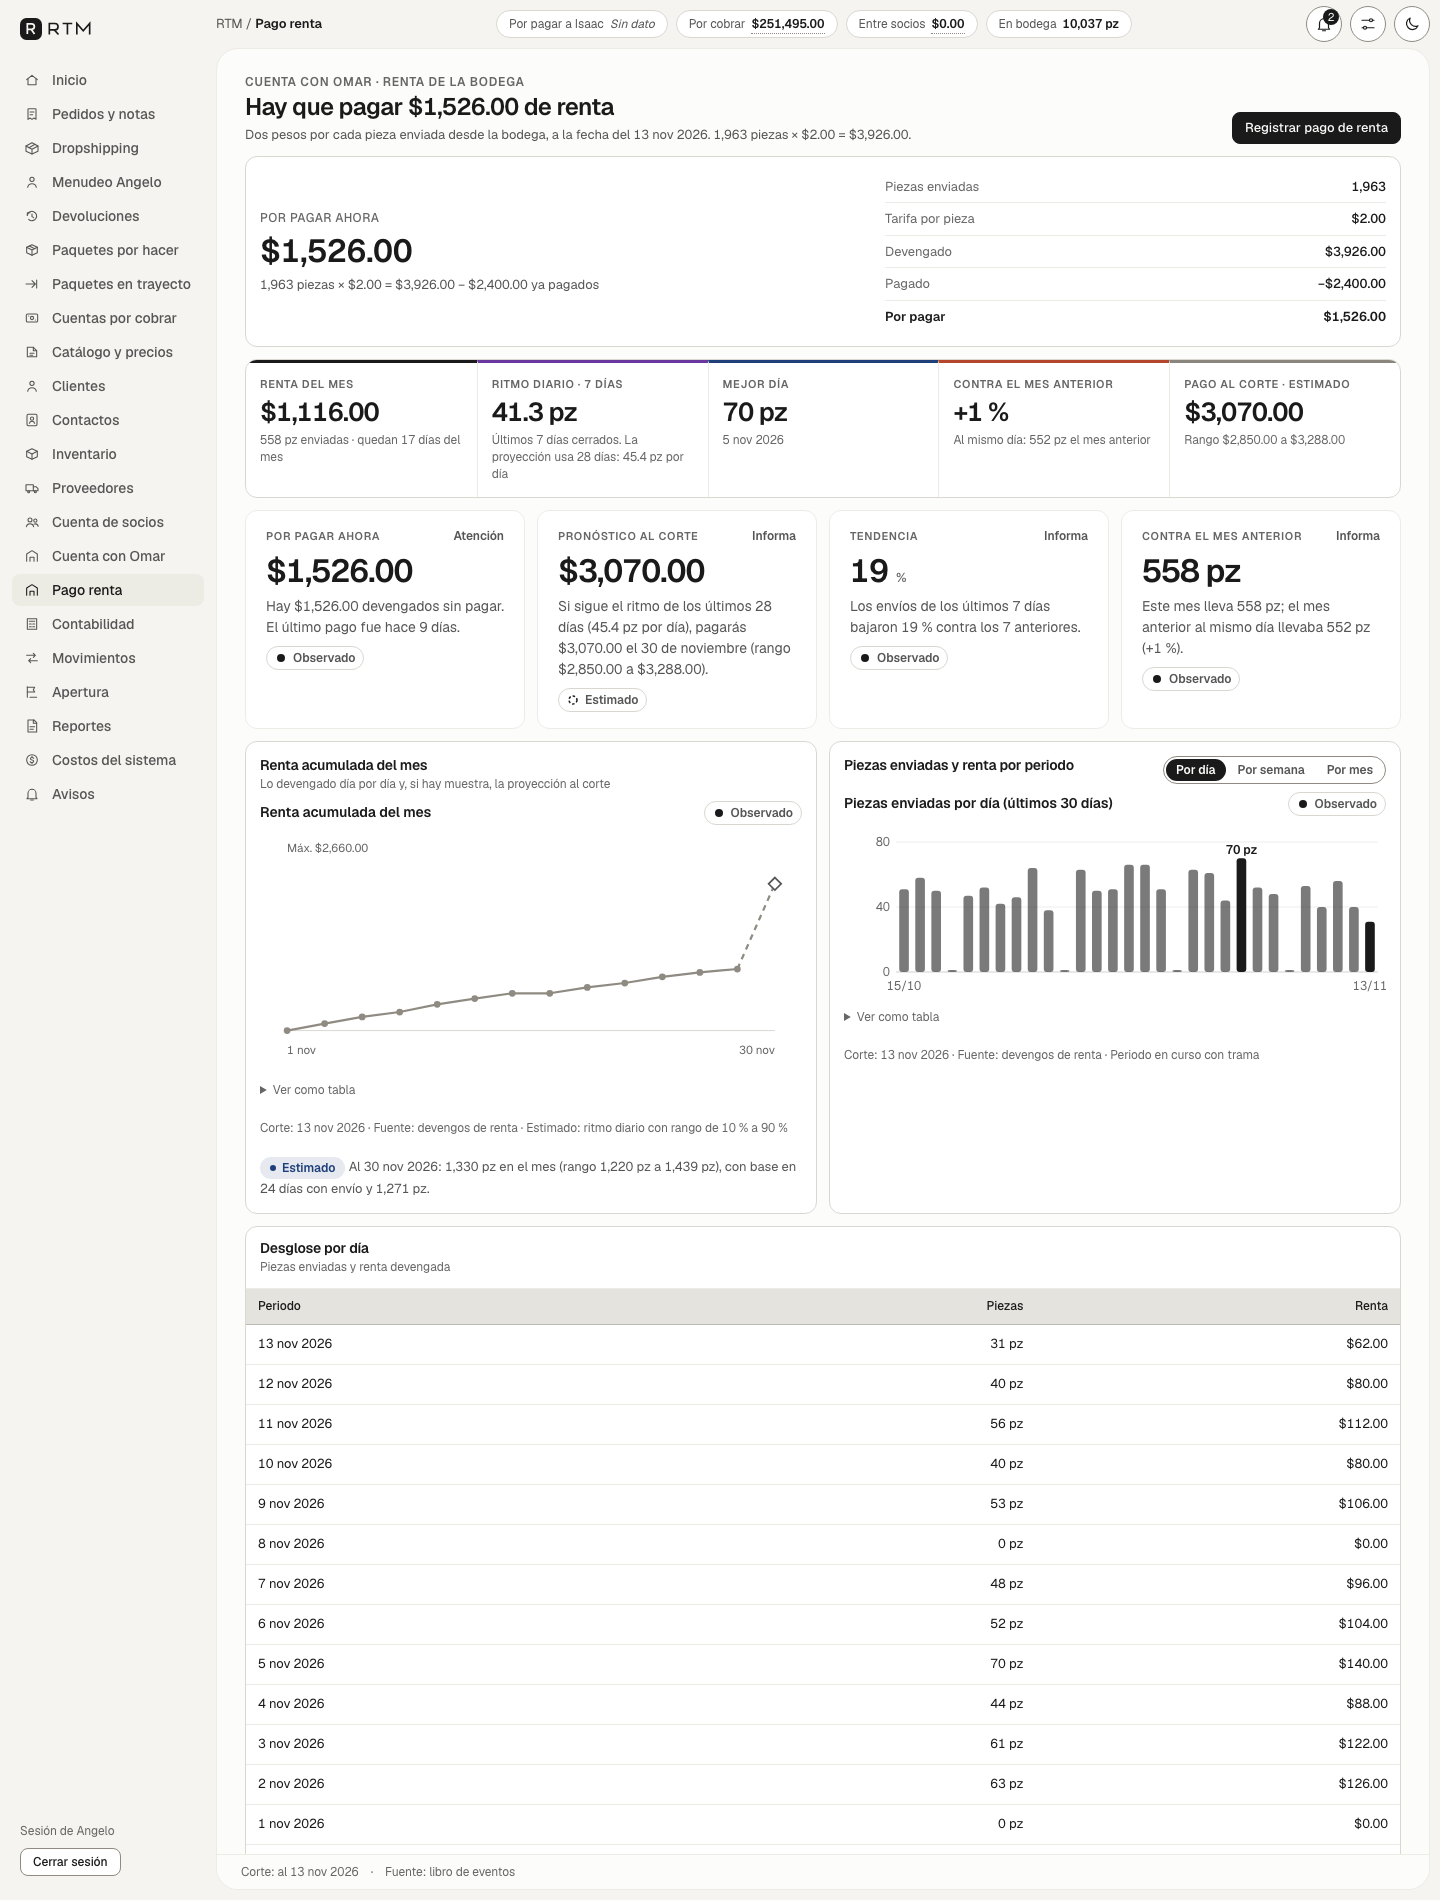 R RTM
RTM / Pago renta
Por pagar a Isaac Sin dato
Por cobrar $251,495.00
Entre socios $0.00
En bodega 10,037 pz
2
Inicio
Pedidos y notas
Dropshipping
Menudeo Angelo
Devoluciones
Paquetes por hacer
Paquetes en trayecto
Cuentas por cobrar
Catálogo y precios
Clientes
Contactos
Inventario
Proveedores
Cuenta de socios
Cuenta con Omar
Pago renta
Contabilidad
Movimientos
Apertura
Reportes
Costos del sistema
Avisos
Sesión de Angelo
Cerrar sesión
CUENTA CON OMAR · RENTA DE LA BODEGA
Hay que pagar $1,526.00 de renta
Dos pesos por cada pieza enviada desde la bodega, a la fecha del 13 nov 2026. 1,963 piezas × $2.00 = $3,926.00.
Registrar pago de renta
POR PAGAR AHORA
$1,526.00
1,963 piezas × $2.00 = $3,926.00 − $2,400.00 ya pagados
Piezas enviadas 1,963
Tarifa por pieza $2.00
Devengado $3,926.00
Pagado −$2,400.00
Por pagar $1,526.00
RENTA DEL MES
$1,116.00
558 pz enviadas · quedan 17 dias del
mes
RITMO DIARIO · 7 DÍAS
41.3 pz
Últimos 7 días cerrados. La
proyección usa 28 días: 45.4 pz por
día
MEJOR DÍA
70 pz
5 nov 2026
CONTRA EL MES ANTERIOR
+1 %
Al mismo día: 552 pz el mes anterior
PAGO AL CORTE · ESTIMADO
$3,070.00
Rango $2,850.00 a $3,288.00
POR PAGAR AHORA Atención
$1,526.00
Hay $1,526.00 devengados sin pagar.
El último pago fue hace 9 días.
Observado
PRONÓSTICO AL CORTE Informa
$3,070.00
Si sigue el ritmo de los últimos 28
días (45.4 pz por día), pagarás
$3,070.00 el 30 de noviembre (rango
$2,850.00 a $3,288.00).
Estimado
TENDENCIA Informa
19 %
Los envíos de los últimos 7 días
bajaron 19 % contra los 7 anteriores.
Observado
CONTRA EL MES ANTERIOR Informa
558 pz
Este mes lleva 558 pz; el mes
anterior al mismo día llevaba 552 pz
(+1 %).
Observado
Renta acumulada del mes
Lo devengado día por día y, si hay muestra, la proyección al corte
Renta acumulada del mes Observado
Máx. $2,660.00
1 nov 30 nov
Ver como tabla
Corte: 13 nov 2026 · Fuente: devengos de renta · Estimado: ritmo diario con rango de 10 % a 90 %
Estimado Al 30 nov 2026: 1,330 pz en el mes (rango 1,220 pz a 1,439 pz), con base en
24 días con envío y 1,271 pz.
Piezas enviadas y renta por periodo
Por día Por semana Por mes
Piezas enviadas por día (últimos 30 días) Observado
80
70 pz
40
0
15/10 13/11
Ver como tabla
Corte: 13 nov 2026 · Fuente: devengos de renta · Periodo en curso con trama
Desglose por día
Piezas enviadas y renta devengada
Periodo Piezas Renta
13 nov 2026 31 pz $62.00
12 nov 2026 40 pz $80.00
11 nov 2026 56 pz $112.00
10 nov 2026 40 pz $80.00
9 nov 2026 53 pz $106.00
8 nov 2026 0 pz $0.00
7 nov 2026 48 pz $96.00
6 nov 2026 52 pz $104.00
5 nov 2026 70 pz $140.00
4 nov 2026 44 pz $88.00
3 nov 2026 61 pz $122.00
2 nov 2026 63 pz $126.00
1 nov 2026 0 pz $0.00
Corte: al 13 nov 2026 · Fuente: libro de eventos